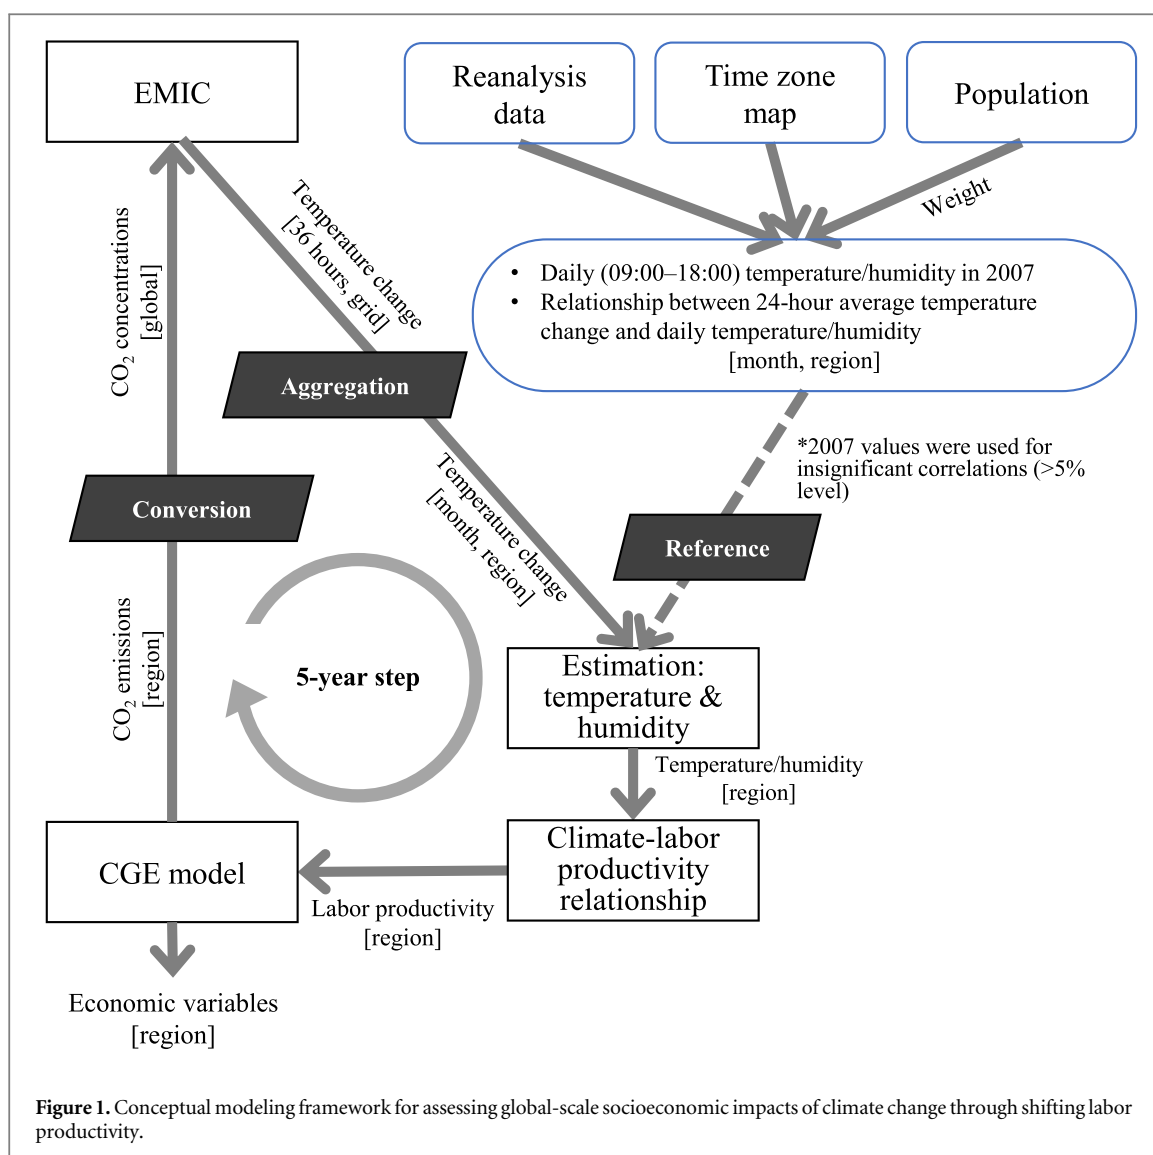 EMIC
Reanalysis
data
Time zone
map
Population
Weight
Temperature change
[36 hours, grid]
CO₂ concentrations
[global]
• Daily (09:00–18:00) temperature/humidity in 2007
• Relationship between 24-hour average temperature
change and daily temperature/humidity
[month, region]
Aggregation
*2007 values were used for
insignificant correlations (>5%
level)
Temperature change
[month, region]
Conversion
Reference
CO₂ emissions
[region]
5-year step
Estimation:
temperature &
humidity
Temperature/humidity
[region]
Climate-labor
productivity
relationship
CGE model
Labor productivity
[region]
Economic variables
[region]
Figure 1. Conceptual modeling framework for assessing global-scale socioeconomic impacts of climate change through shifting labor
productivity.